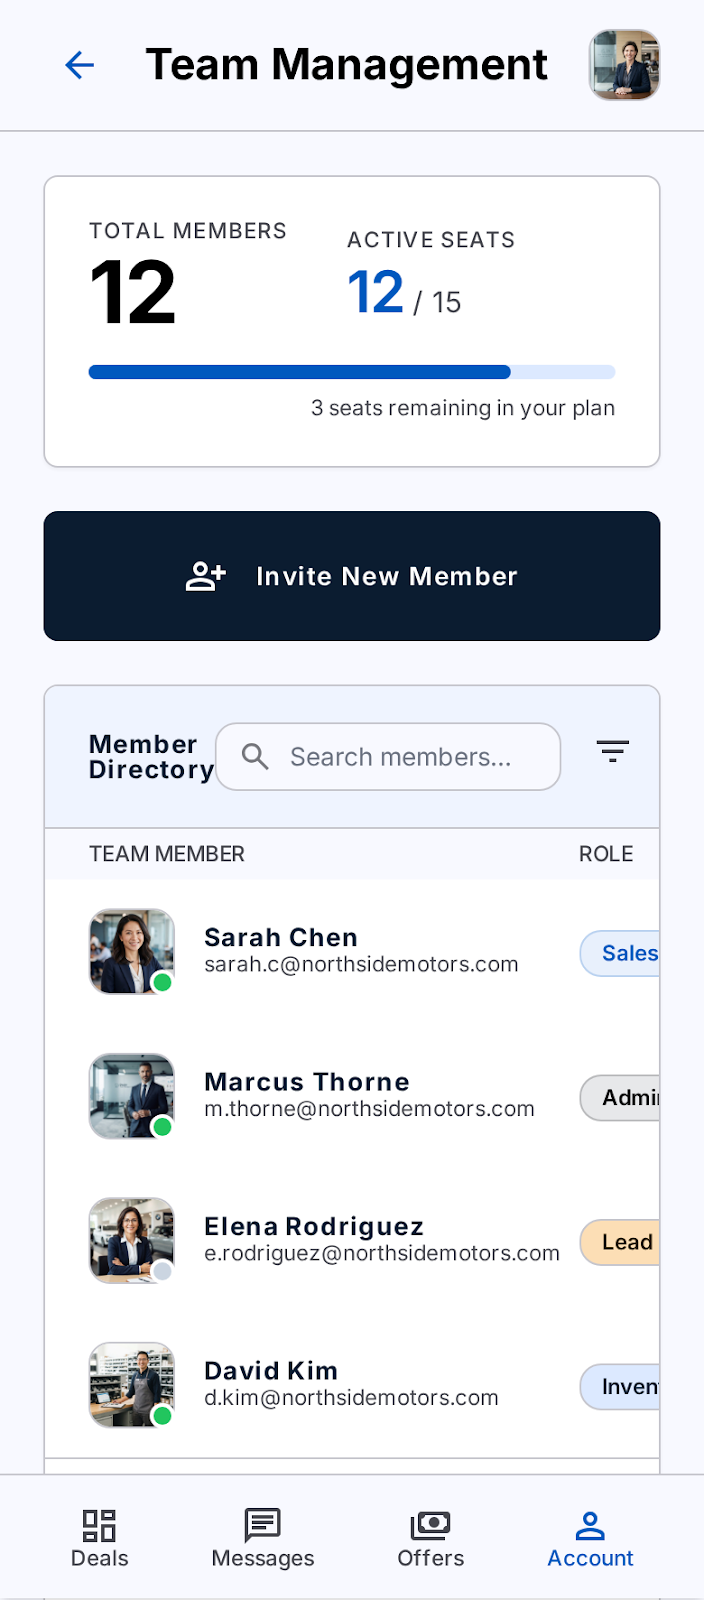 Team Management
TOTAL MEMBERS
12
ACTIVE SEATS
12 / 15
3 seats remaining in your plan
Invite New Member
Member
Directory
Search members...
TEAM MEMBER
ROLE
Sarah Chen
sarah.c@northsidemotors.com
Sales
Marcus Thorne
m.thorne@northsidemotors.com
Admi
Elena Rodriguez
e.rodriguez@northsidemotors.com
Lead
David Kim
d.kim@northsidemotors.com
Inven
Deals
Messages
Offers
Account